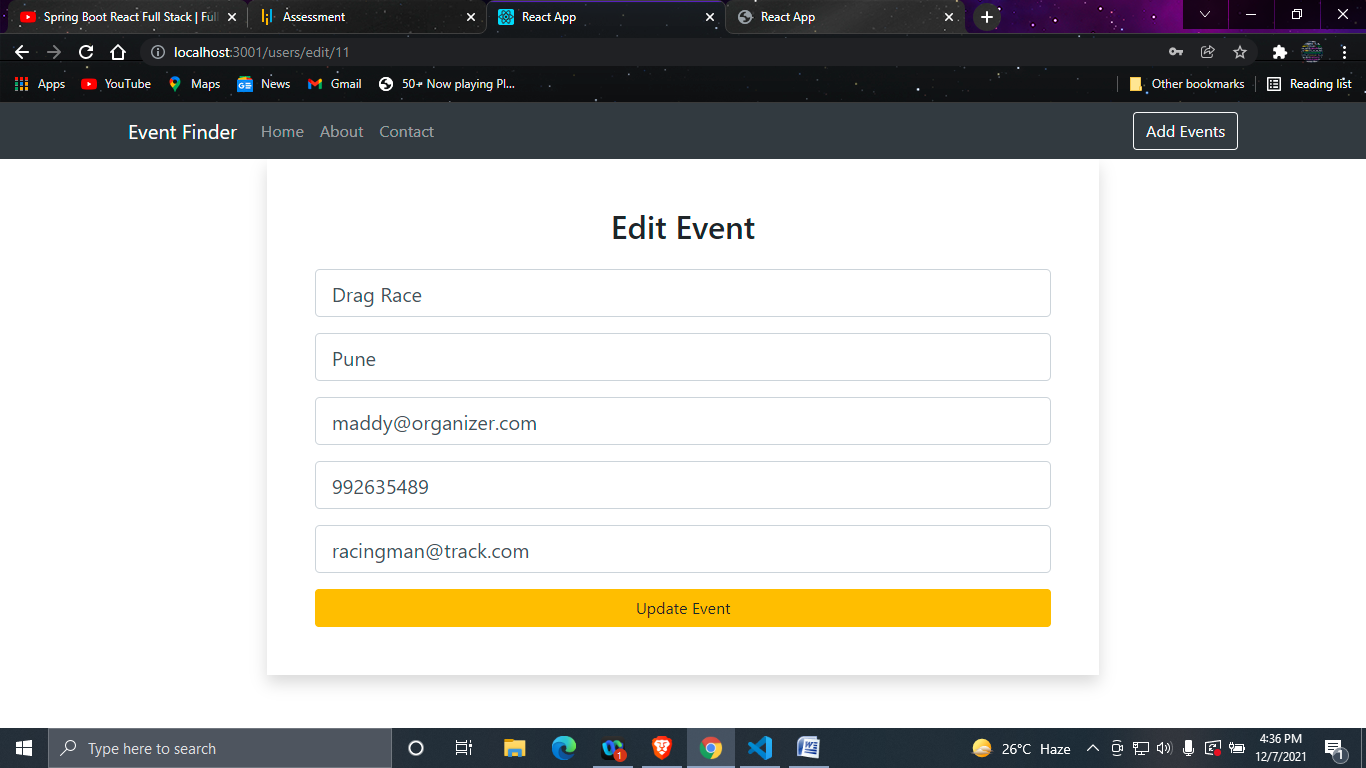 Spring Boot React Full Stack | Full
Assessment
React App
React App
localhost:3001/users/edit/11
Apps
YouTube
Maps
News
Gmail
50+ Now playing Pl...
Other bookmarks
Reading list
Event Finder
Home
About
Contact
Add Events
Edit Event
Drag Race
Pune
maddy@organizer.com
992635489
racingman@track.com
Update Event
Type here to search
1
26°C Haze
4:36 PM
12/7/2021
1